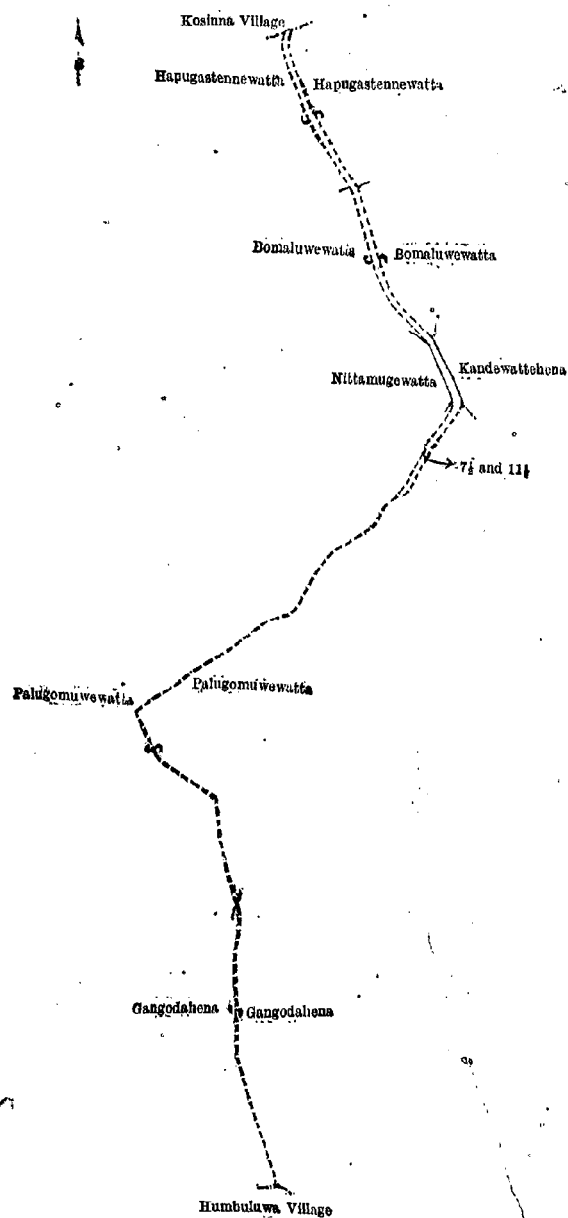 Kosinna Village
Hapugastennewatta Hapugastennewatta
Bomaluwewatta Bomaluwewatta
Kandewattehena
Nittamugewatta
7½ and 11½
Palugomuwewatta Palugomuwewatta
Gangodahena Gangodahena
Humbuluwa Village